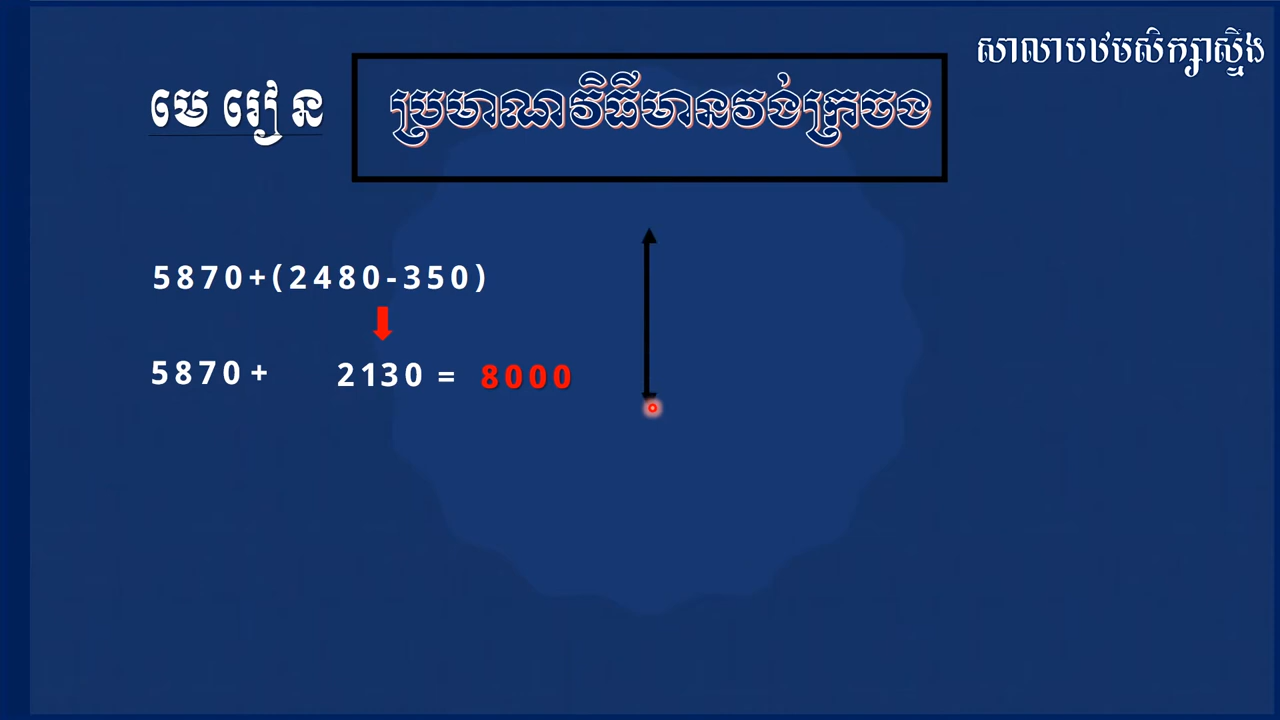 សាលាបឋមសិក្សាស្ទឹង
មេរៀន ប្រមាណវិធីមានវង់ក្រចក
5870+(2480-350)
5870+ 2130 = 8000